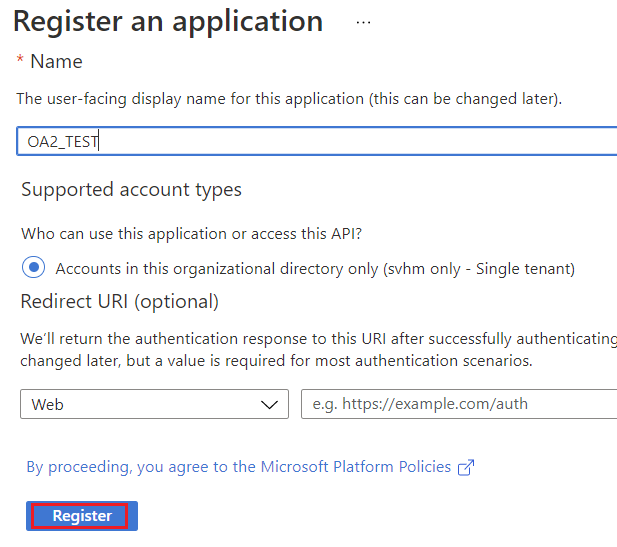 Register an application ...
* Name
The user-facing display name for this application (this can be changed later).
OA2_TEST
Supported account types
Who can use this application or access this API?
Accounts in this organizational directory only (svhm only - Single tenant)
Redirect URI (optional)
We'll return the authentication response to this URI after successfully authenticating
changed later, but a value is required for most authentication scenarios.
Web e.g. https://example.com/auth
By proceeding, you agree to the Microsoft Platform Policies
Register